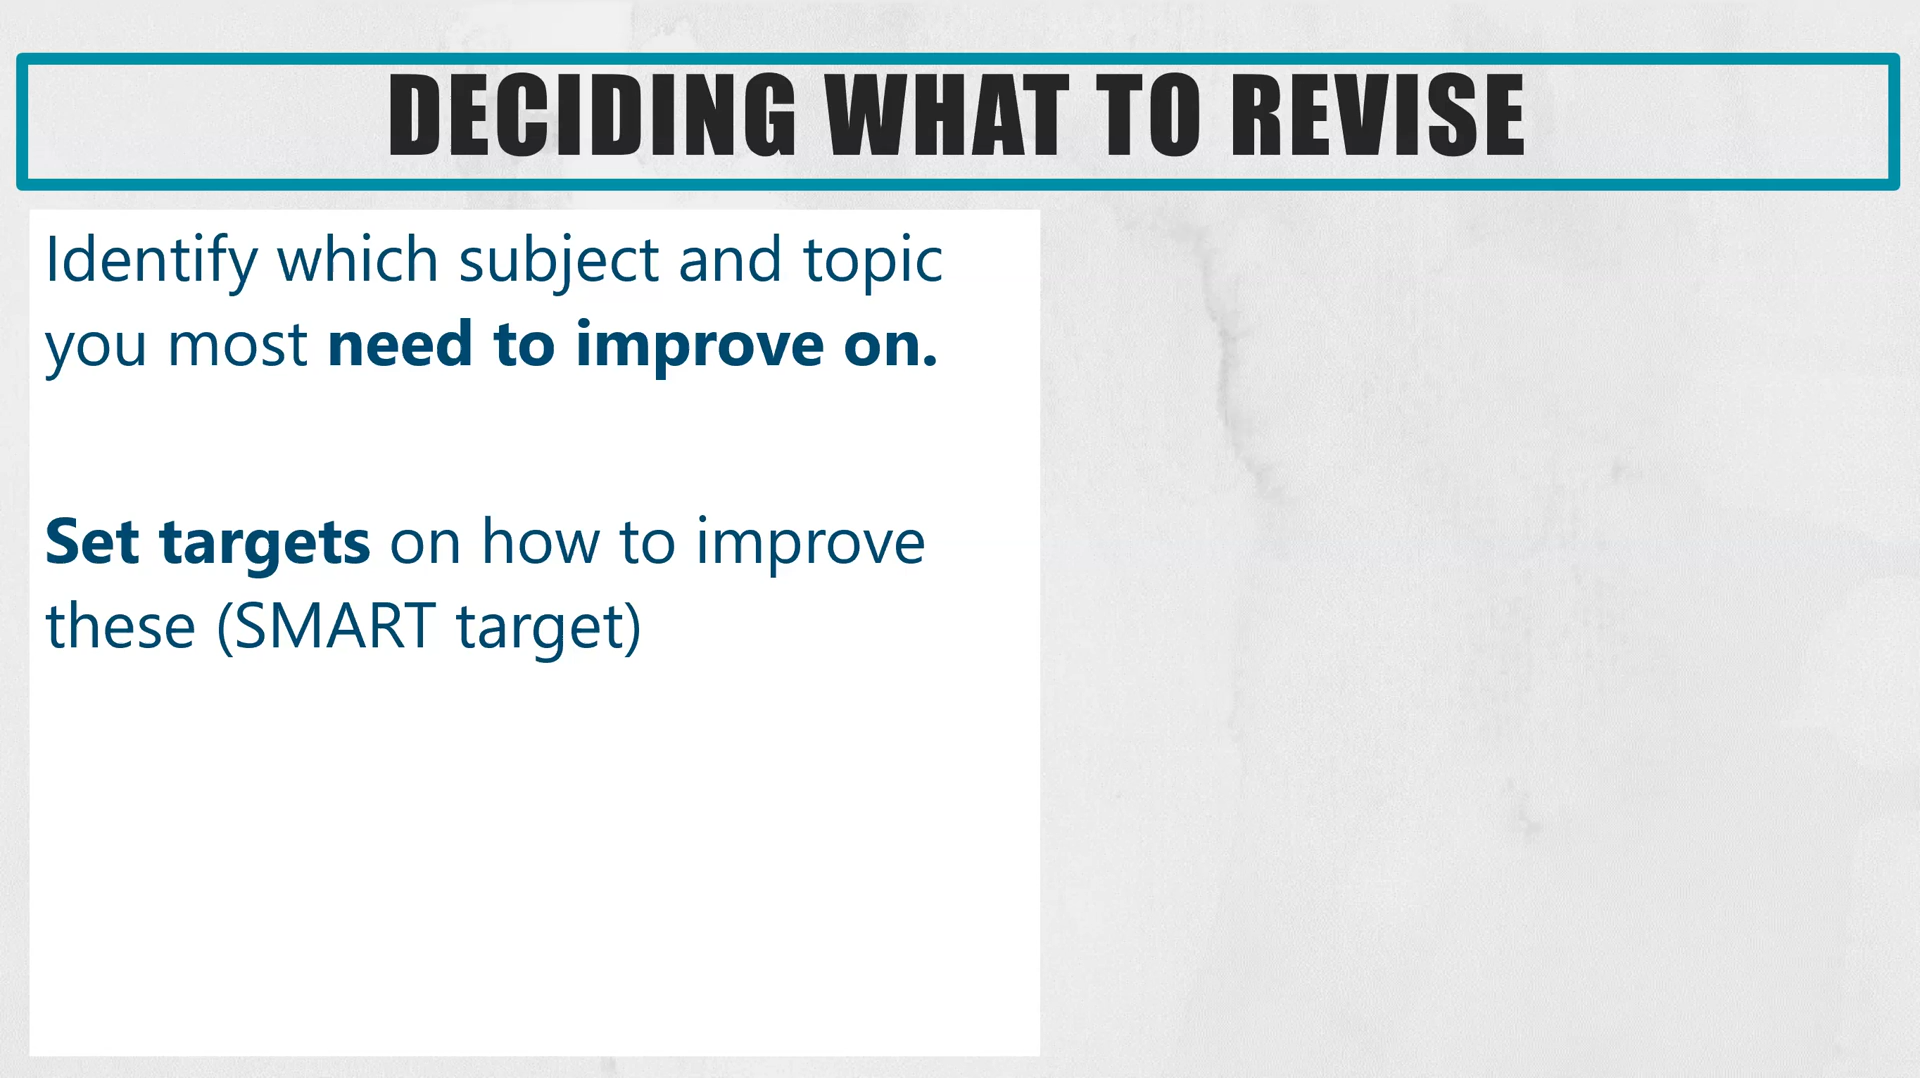 DECIDING WHAT TO REVISE
Identify which subject and topic
you most need to improve on.
Set targets on how to improve
these (SMART target)